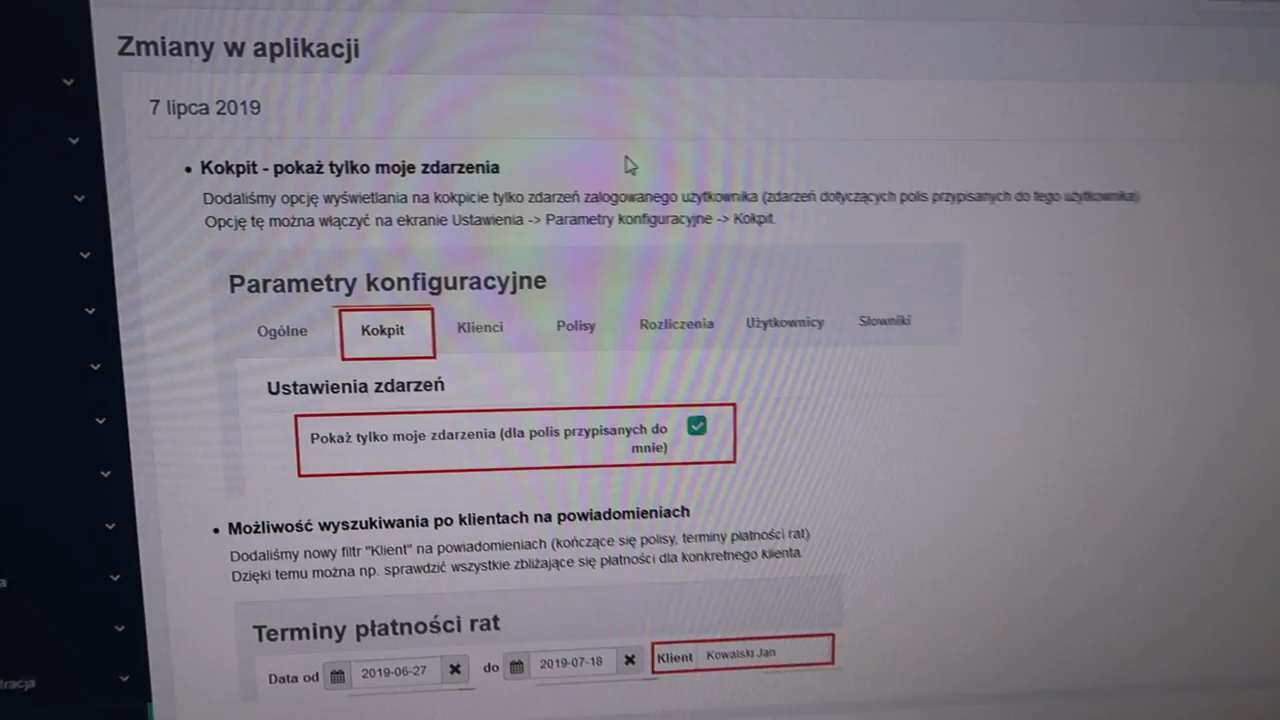 Zmiany w aplikacji
7 lipca 2019
• Kokpit - pokaż tylko moje zdarzenia
Dodaliśmy opcję wyświetlania na kokpicie tylko zdarzeń zalogowanego użytkownika (zdarzeń dotyczących polis przypisanych do tego użytkownika)
Opcję tę można włączyć na ekranie Ustawienia -> Parametry konfiguracyjne -> Kokpit.
Parametry konfiguracyjne
Ogólne Kokpit Klienci Polisy Rozliczenia Użytkownicy Słowniki
Ustawienia zdarzeń
Pokaż tylko moje zdarzenia (dla polis przypisanych do
mnie)
• Możliwość wyszukiwania po klientach na powiadomieniach
Dodaliśmy nowy filtr "Klient" na powiadomieniach (kończące się polisy, terminy płatności rat)
Dzięki temu można np. sprawdzić wszystkie zbliżające się płatności dla konkretnego klienta.
Terminy płatności rat
Data od 2019-06-27 do 2019-07-18 Klient Kowalski Jan